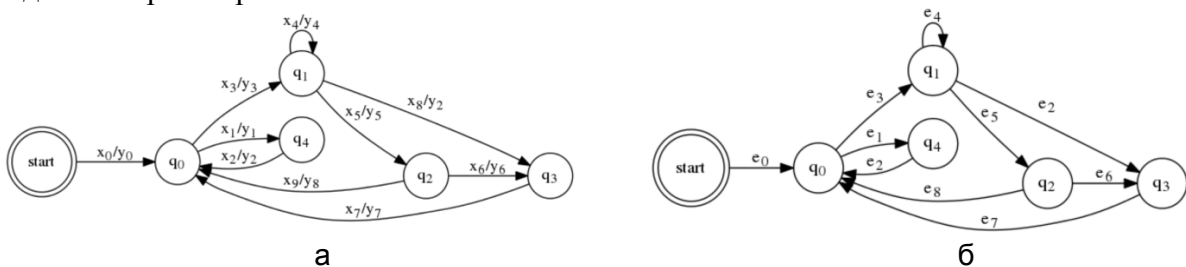 x4/y4
q1
x3/y3
x8/y2
x5/y5
x1/y1
q4
start
x0/y0
q0
x2/y2
x9/y8
q2
x6/y6
q3
x7/y7
а
e4
q1
e3
e2
e5
e1
q4
start
e0
q0
e2
e8
q2
e6
q3
e7
б